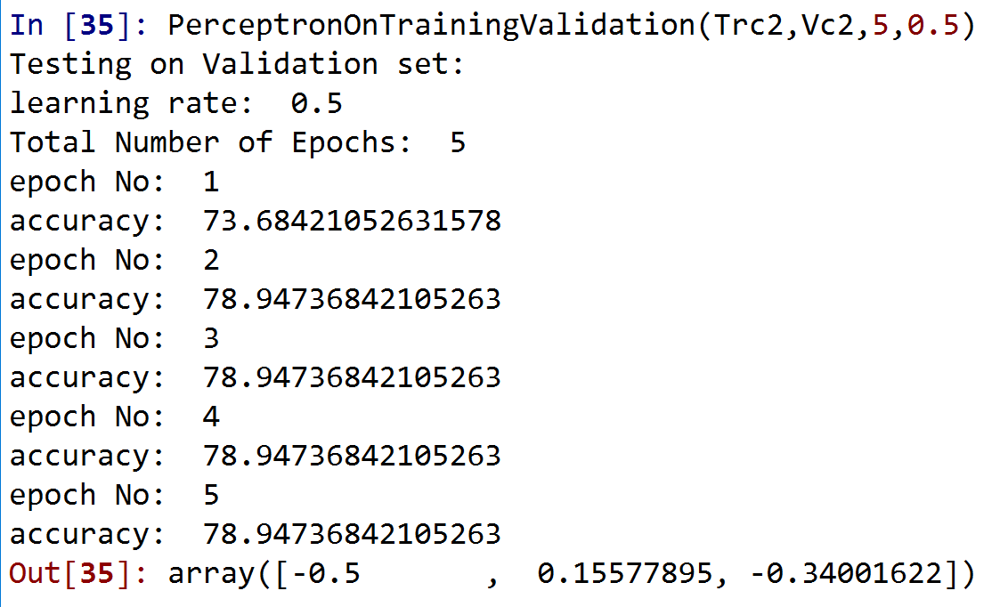 In [35]: PerceptronOnTrainingValidation(Trc2,Vc2,5,0.5)
Testing on Validation set:
learning rate:  0.5
Total Number of Epochs:  5
epoch No:  1
accuracy:  73.68421052631578
epoch No:  2
accuracy:  78.94736842105263
epoch No:  3
accuracy:  78.94736842105263
epoch No:  4
accuracy:  78.94736842105263
epoch No:  5
accuracy:  78.94736842105263
Out[35]: array([-0.5       ,  0.15577895, -0.34001622])